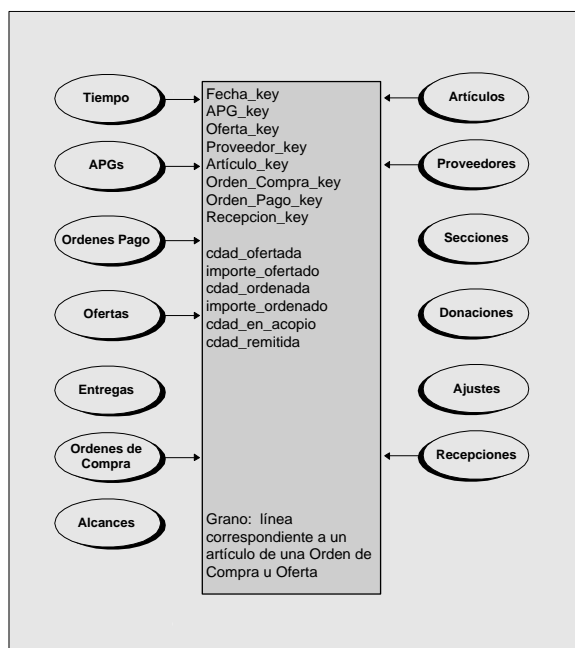 Tiempo
APGs
Ordenes Pago
Ofertas
Entregas
Ordenes de
Compra
Alcances
Fecha_key
APG_key
Oferta_key
Proveedor_key
Artículo_key
Orden_Compra_key
Orden_Pago_key
Recepcion_key
cdad_ofertada
importe_ofertado
cdad_ordenada
importe_ordenado
cdad_en_acopio
cdad_remitida
Grano: línea
correspondiente a un
artículo de una Orden de
Compra u Oferta
Artículos
Proveedores
Secciones
Donaciones
Ajustes
Recepciones